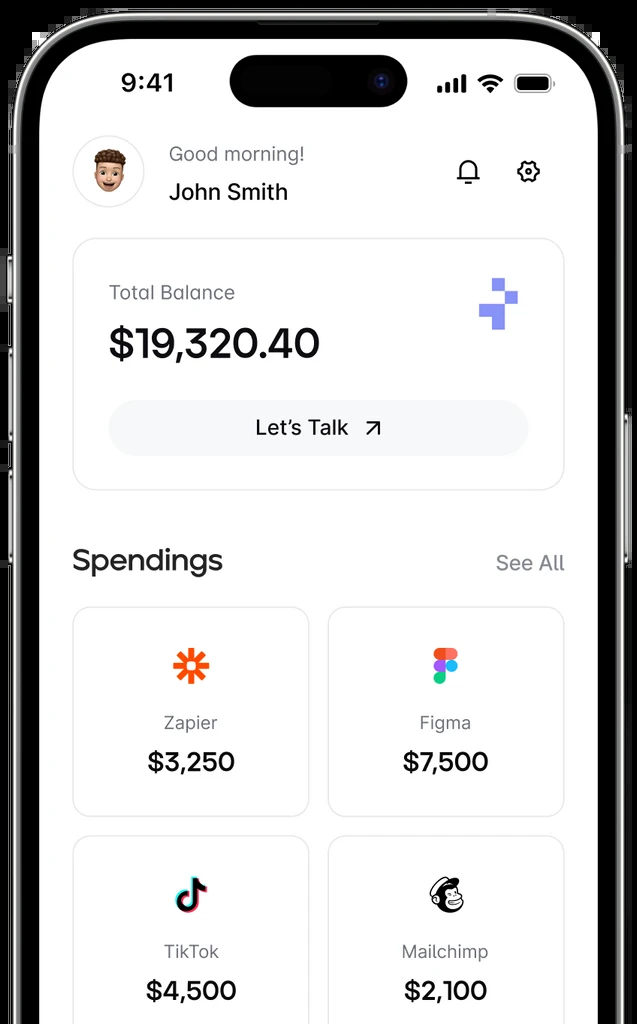 9:41
Good morning!
John Smith
Total Balance
$19,320.40
Let's Talk
Spendings
See All
Zapier
Figma
$3,250
$7,500
TikTok
Mailchimp
$4,500
$2,100